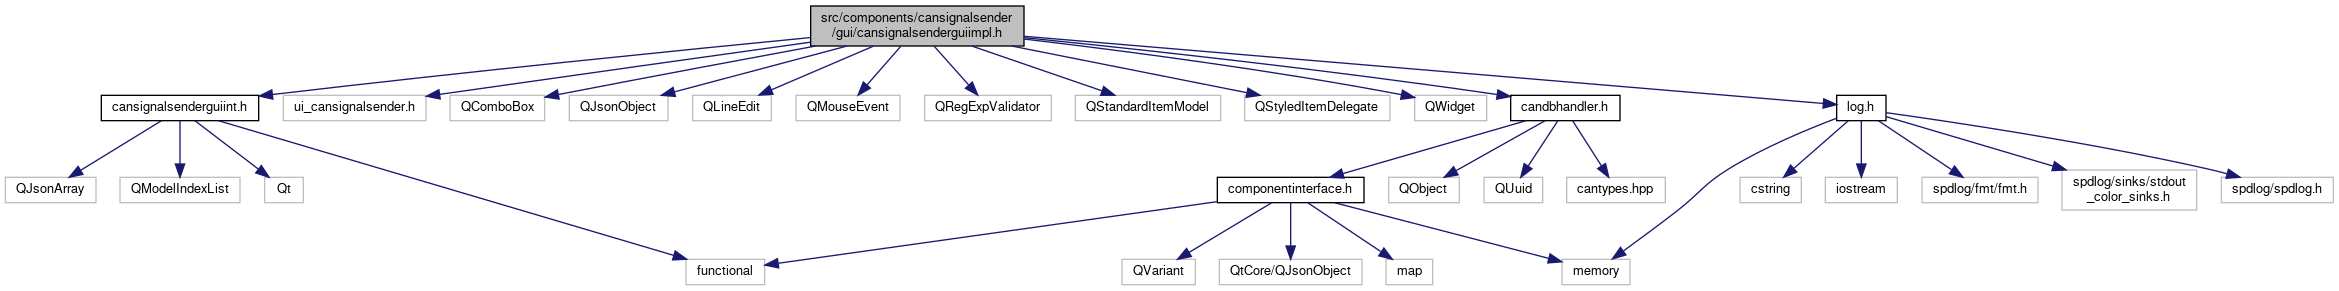 src/components/cansignalsender
/gui/cansignalsenderguiimpl.h
cansignalsenderguiint.h
ui_cansignalsender.h
QComboBox
QJsonObject
QLineEdit
QMouseEvent
QRegExpValidator
QStandardItemModel
QStyledItemDelegate
QWidget
candbhandler.h
log.h
QJsonArray
QModelIndexList
Qt
componentinterface.h
QObject
QUuid
cantypes.hpp
cstring
iostream
spdlog/fmt/fmt.h
spdlog/sinks/stdout
_color_sinks.h
spdlog/spdlog.h
functional
QVariant
QtCore/QJsonObject
map
memory